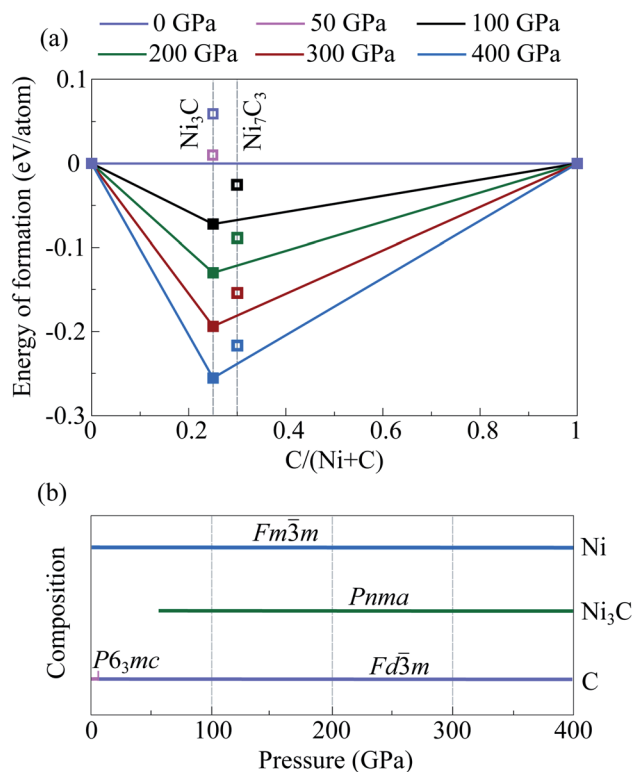 (a)
0 GPa 50 GPa 100 GPa
200 GPa 300 GPa 400 GPa
Energy of formation (eV/atom)
0.1
0
-0.1
-0.2
-0.3
Ni₃C
Ni₇C₃
0 0.2 0.4 0.6 0.8 1
C/(Ni+C)
(b)
Composition
Fm3̄m
Ni
Pnma
Ni₃C
P6₃mc
Fd3̄m
C
0 100 200 300 400
Pressure (GPa)